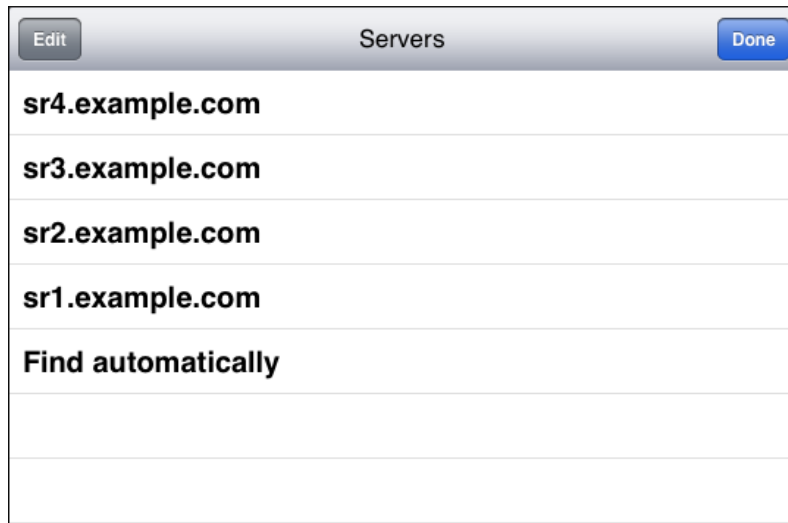 Edit Servers Done
sr4.example.com
sr3.example.com
sr2.example.com
sr1.example.com
Find automatically